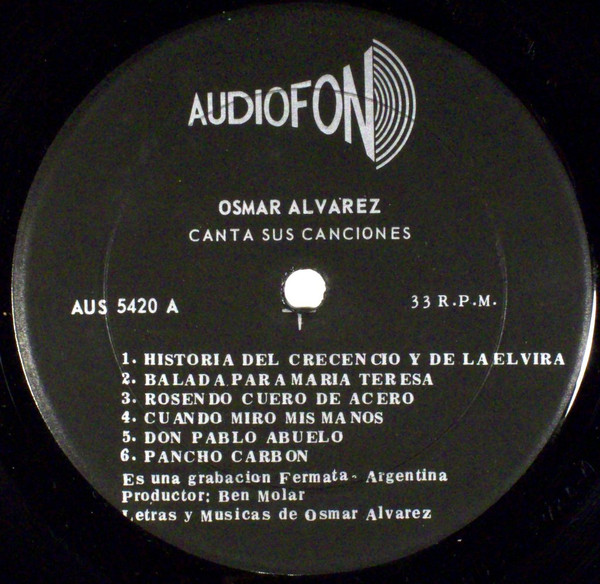 AUDIOFON
OSMAR ALVAREZ
CANTA SUS CANCIONES
AUS 5420 A
33 R.P.M.
1. HISTORIA DEL CRECENCIO Y DE LA ELVIRA
2. BALADA PARA MARIA TERESA
3. ROSENDO CUERO DE ACERO
4. CUANDO MIRO MIS MANOS
5. DON PABLO ABUELO
6. PANCHO CARBON
Es una grabacion Fermata- Argentina
Productor: Ben Molar
Letras y Musicas de Osmar Alvarez